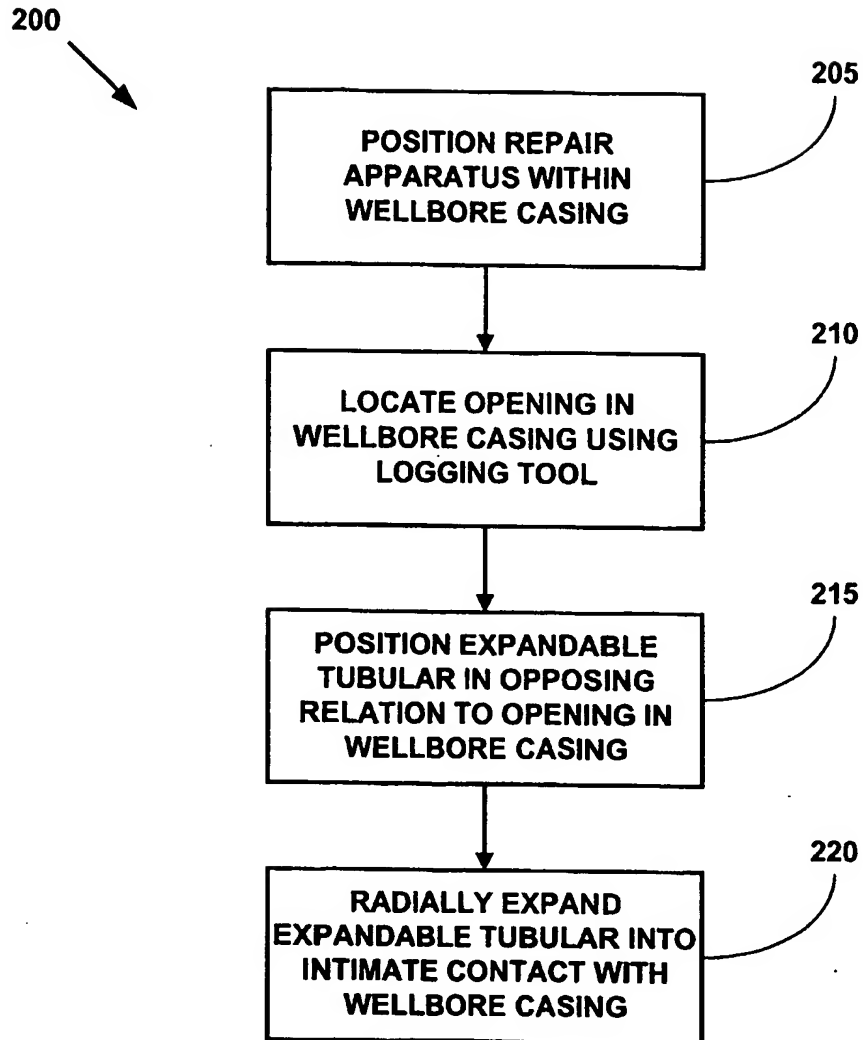 200
205
POSITION REPAIR
APPARATUS WITHIN
WELLBORE CASING
210
LOCATE OPENING IN
WELLBORE CASING USING
LOGGING TOOL
215
POSITION EXPANDABLE
TUBULAR IN OPPOSING
RELATION TO OPENING IN
WELLBORE CASING
220
RADIALLY EXPAND
EXPANDABLE TUBULAR INTO
INTIMATE CONTACT WITH
WELLBORE CASING